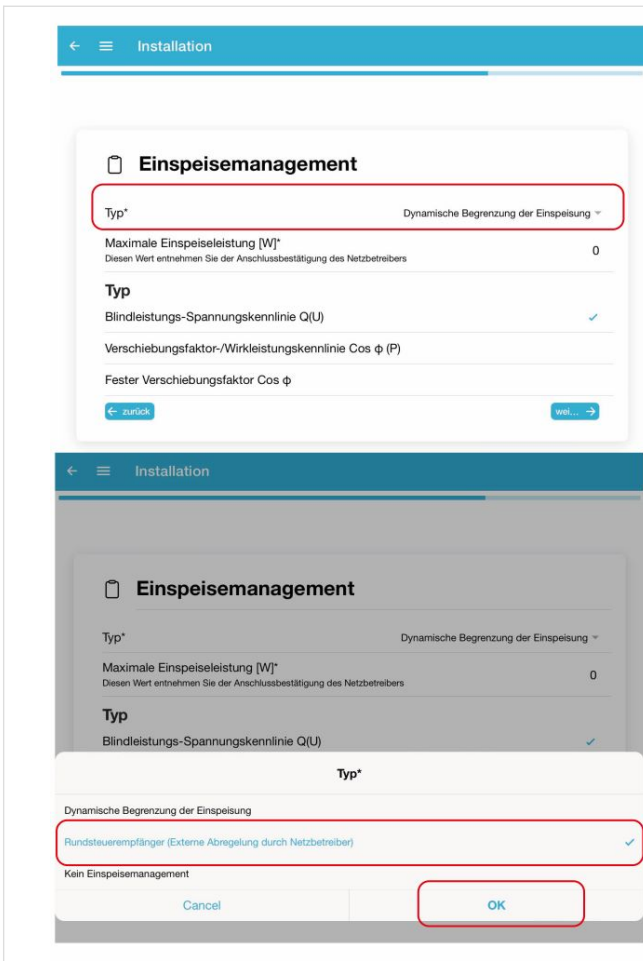 Installation
Einspeisemanagement
Typ* Dynamische Begrenzung der Einspeisung
Maximale Einspeiseleistung [W]* 0
Diesen Wert entnehmen Sie der Anschlussbestätigung des Netzbetreibers
Typ
Blindleistungs-Spannungskennlinie Q(U)
Verschiebungsfaktor-/Wirkleistungskennlinie Cos φ (P)
Fester Verschiebungsfaktor Cos φ
← zurück wei... →
Installation
Einspeisemanagement
Typ* Dynamische Begrenzung der Einspeisung
Maximale Einspeiseleistung [W]* 0
Diesen Wert entnehmen Sie der Anschlussbestätigung des Netzbetreibers
Typ
Blindleistungs-Spannungskennlinie Q(U)
Typ*
Dynamische Begrenzung der Einspeisung
Rundsteuerempfänger (Externe Abregelung durch Netzbetreiber)
Kein Einspeisemanagement
Cancel OK